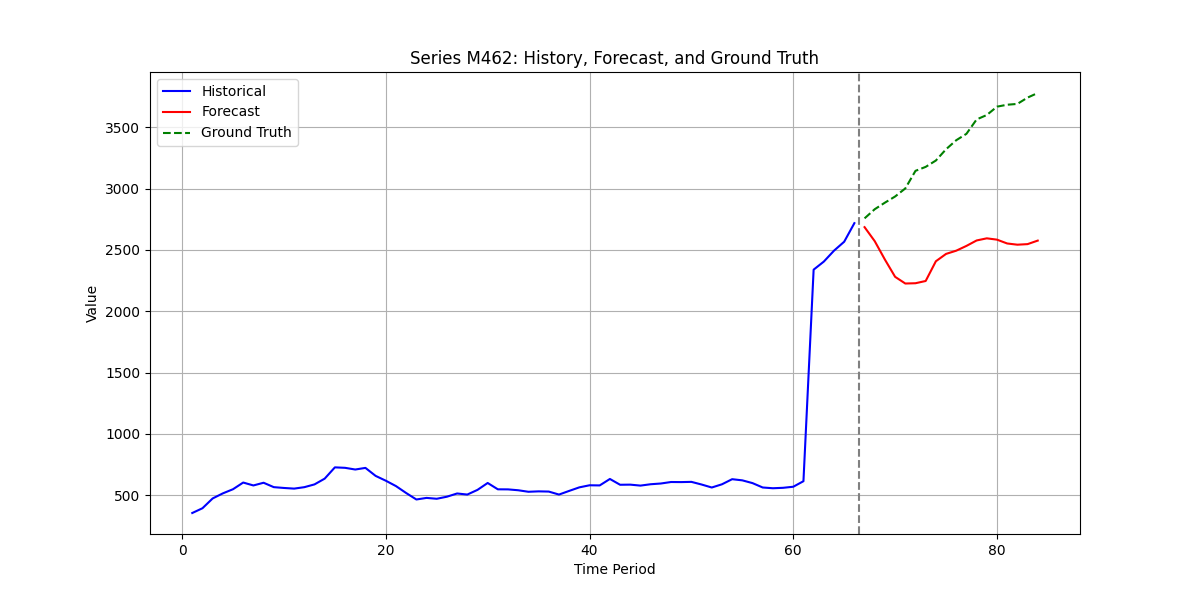 Series M462: History, Forecast, and Ground Truth
Historical
Forecast
Ground Truth
3500
3000
2500
2000
1500
1000
500
Value
0 20 40 60 80
Time Period